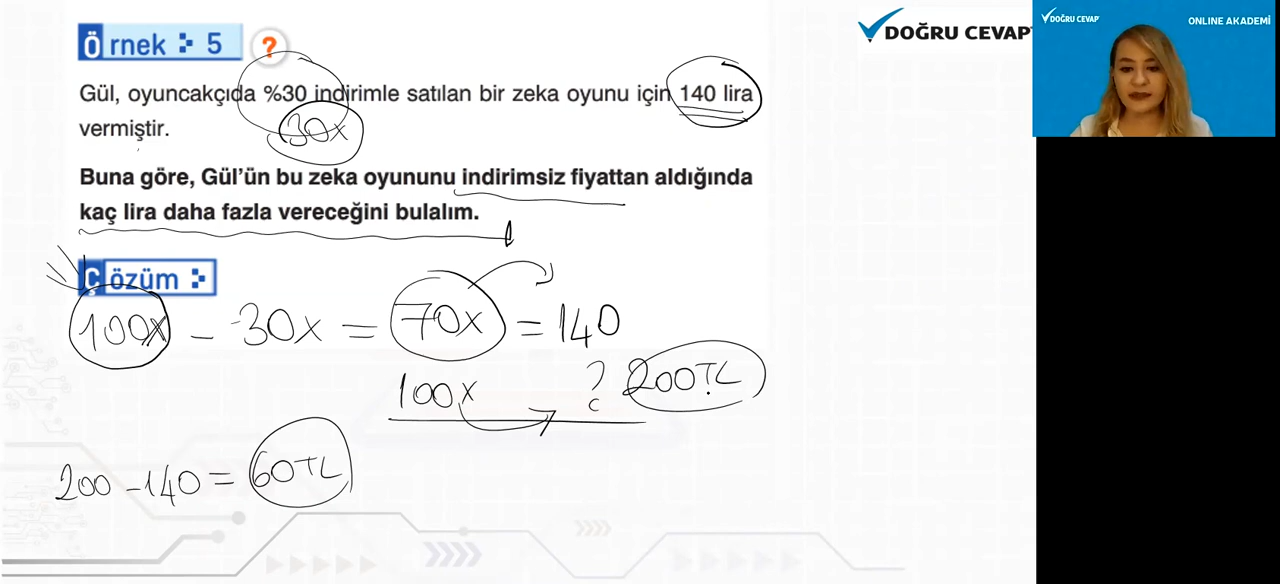 Örnek 5 ?
DOĞRU CEVAP
DOĞRU CEVAP
ONLINE AKADEMİ
Gül, oyuncakçıda %30 indirimle satılan bir zeka oyunu için 140 lira
vermiştir.
30x
Buna göre, Gül'ün bu zeka oyununu indirimsiz fiyattan aldığında
kaç lira daha fazla vereceğini bulalım.
Çözüm
100x - 30x = 70x = 140
100x ? 200TL
200 - 140 = 60TL